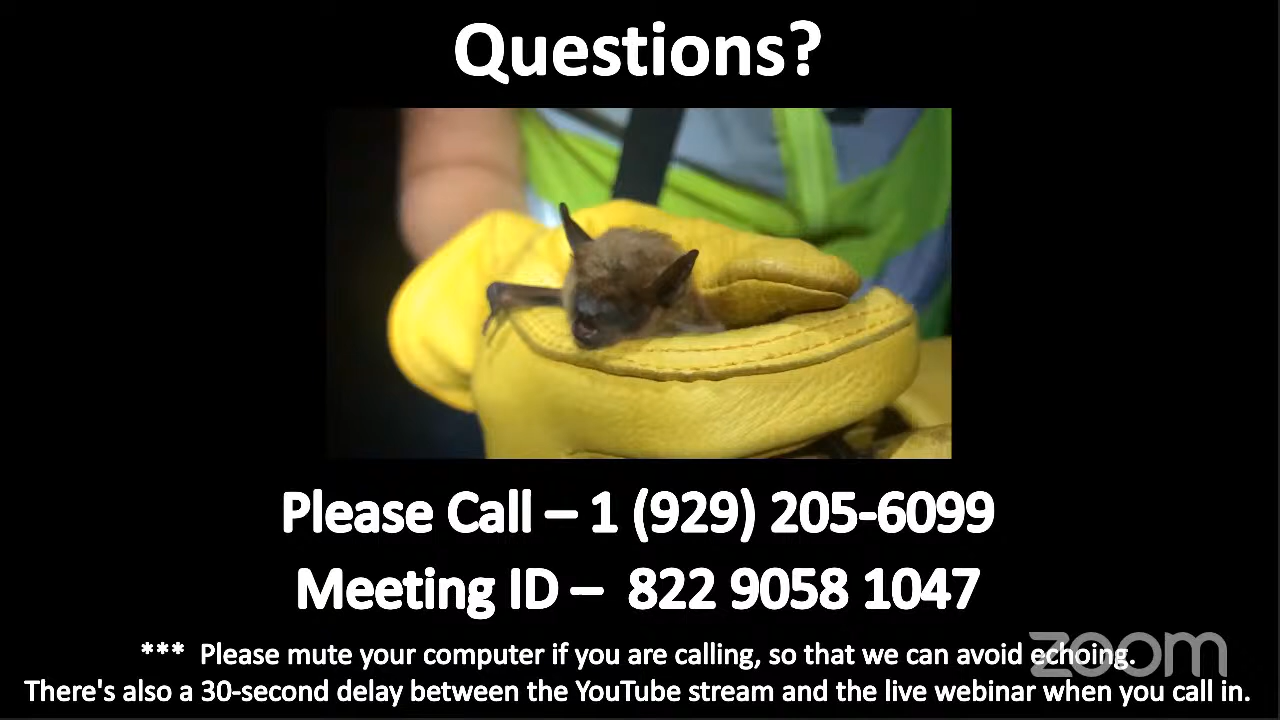 Questions?
Please Call – 1 (929) 205-6099
Meeting ID – 822 9058 1047
*** Please mute your computer if you are calling, so that we can avoid echoing.
zoom
There's also a 30-second delay between the YouTube stream and the live webinar when you call in.